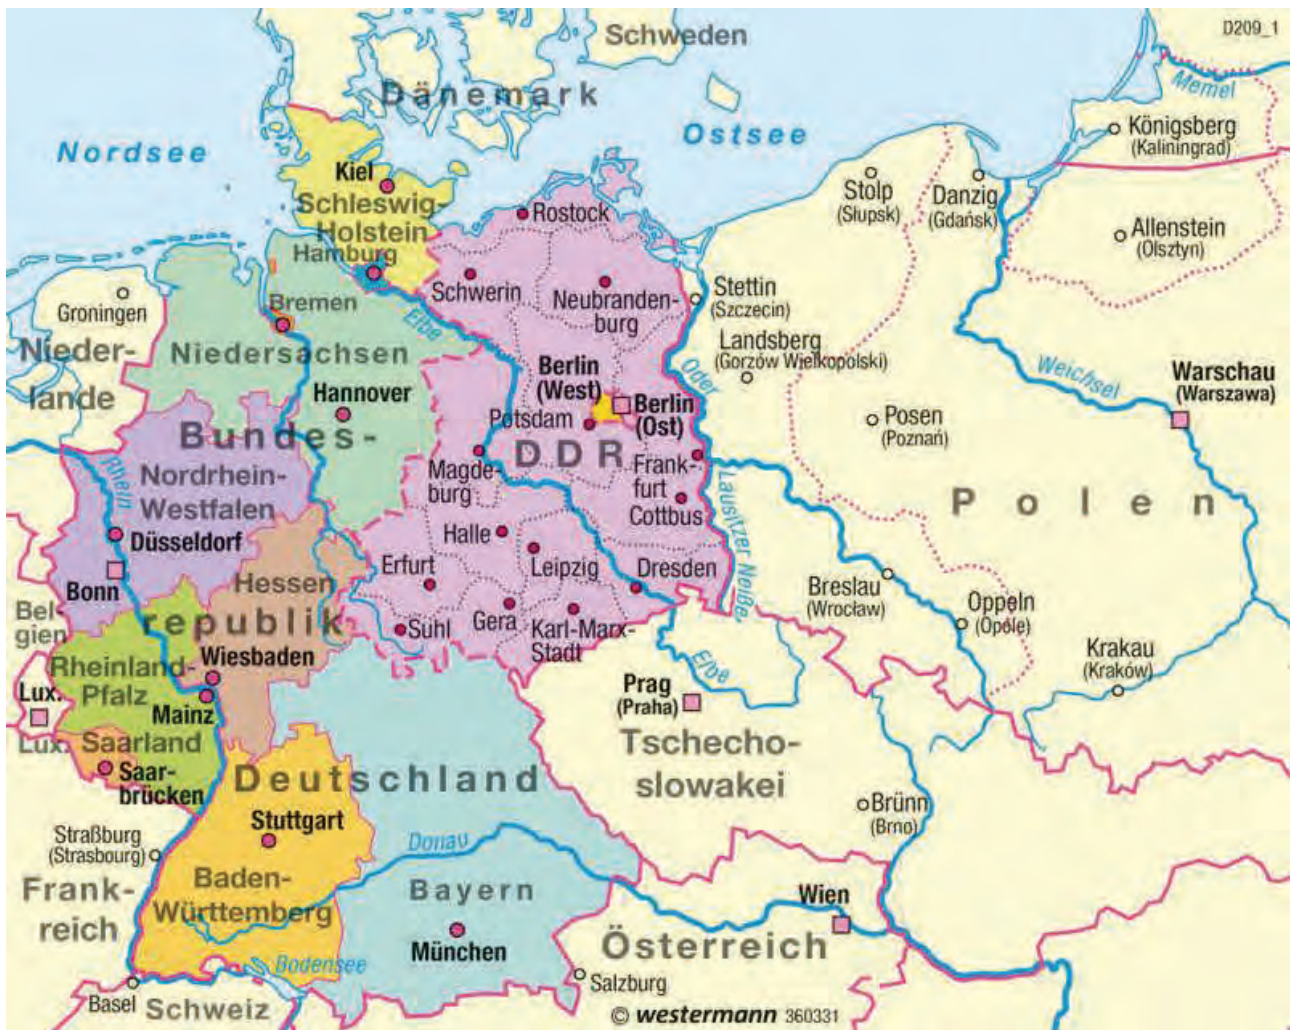 Schweden
D209_1
Dänemark
Memel
Nordsee
Ostsee
Königsberg
(Kaliningrad)
Kiel
Stolp
(Słupsk)
Danzig
(Gdańsk)
Schleswig-
Holstein
Rostock
Allenstein
(Olsztyn)
Hamburg
Schwerin
Neubranden-
burg
Stettin
(Szczecin)
Groningen
Bremen
Elbe
Nieder-
lande
Niedersachsen
Landsberg
(Gorzów Wielkopolski)
Oder
Berlin
(West)
Berlin
(Ost)
Weichsel
Warschau
(Warszawa)
Hannover
Potsdam
Posen
(Poznań)
Bundes-
DDR
Rhein
Nordrhein-
Westfalen
Magde-
burg
Frank-
furt
Cottbus
Lausitzer Neiße
Polen
Düsseldorf
Halle
Leipzig
Dresden
Hessen
Erfurt
Bonn
Breslau
(Wrocław)
Oppeln
(Opole)
Bel-
gien
republik
Suhl
Gera
Karl-Marx-
Stadt
Krakau
(Kraków)
Wiesbaden
Rheinland-
Pfalz
Elbe
Lux.
Mainz
Prag
(Praha)
Lux.
Saarland
Tschecho-
slowakei
Saar-
brücken
Deutschland
Brünn
(Brno)
Straßburg
(Strasbourg)
Stuttgart
Donau
Frank-
reich
Baden-
Württemberg
Bayern
Wien
München
Österreich
Bodensee
Salzburg
Basel
Schweiz
© westermann 360331